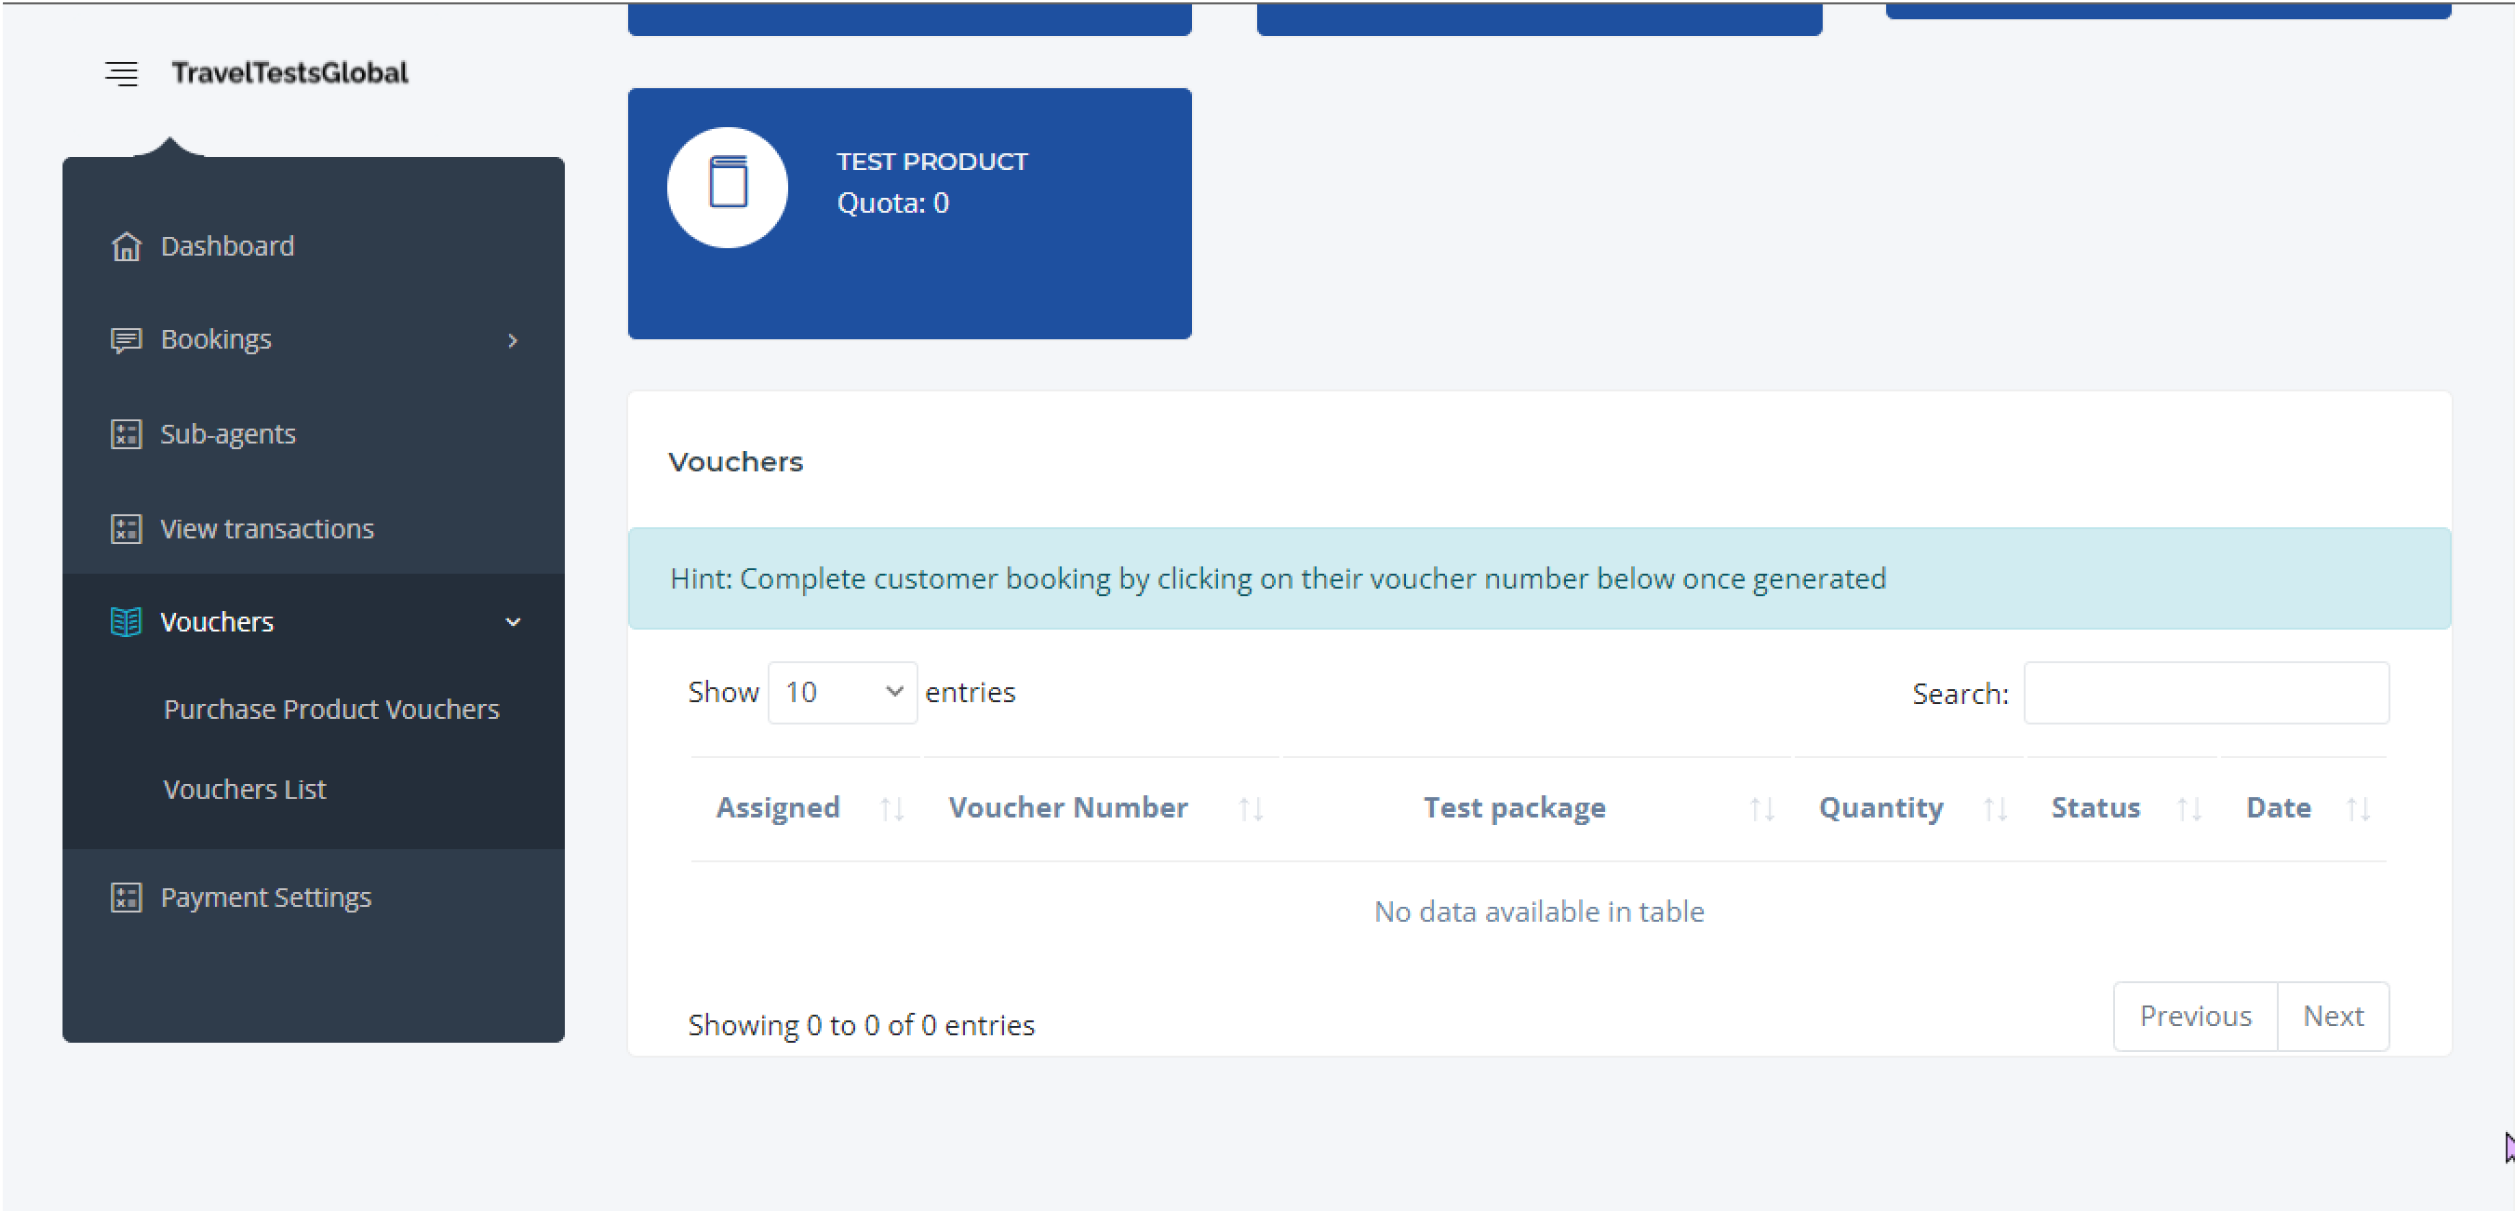 TravelTestsGlobal
Dashboard
Bookings
Sub-agents
View transactions
Vouchers
Purchase Product Vouchers
Vouchers List
Payment Settings
TEST PRODUCT
Quota: 0
Vouchers
Hint: Complete customer booking by clicking on their voucher number below once generated
Show 10 entries
Search:
Assigned Voucher Number Test package Quantity Status Date
No data available in table
Showing 0 to 0 of 0 entries
Previous Next